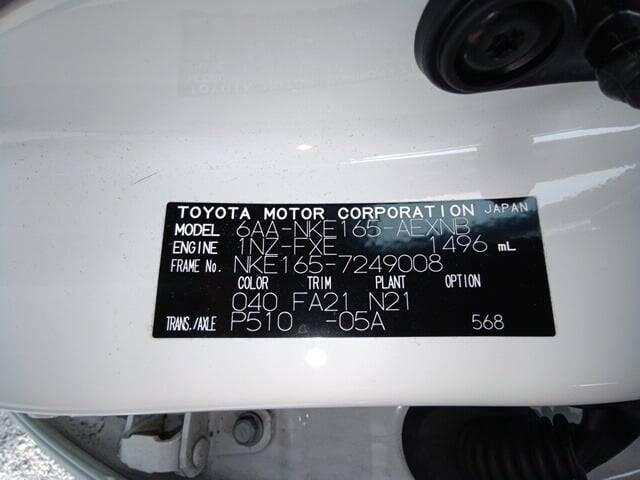 TOYOTA MOTOR CORPORATION JAPAN
MODEL 6AA-NKE165-AEXNB
ENGINE 1NZ-FXE 1496 mL
FRAME No. NKE165-7249008
COLOR TRIM PLANT OPTION
040 FA21 N21
TRANS./AXLE P510 -05A 568